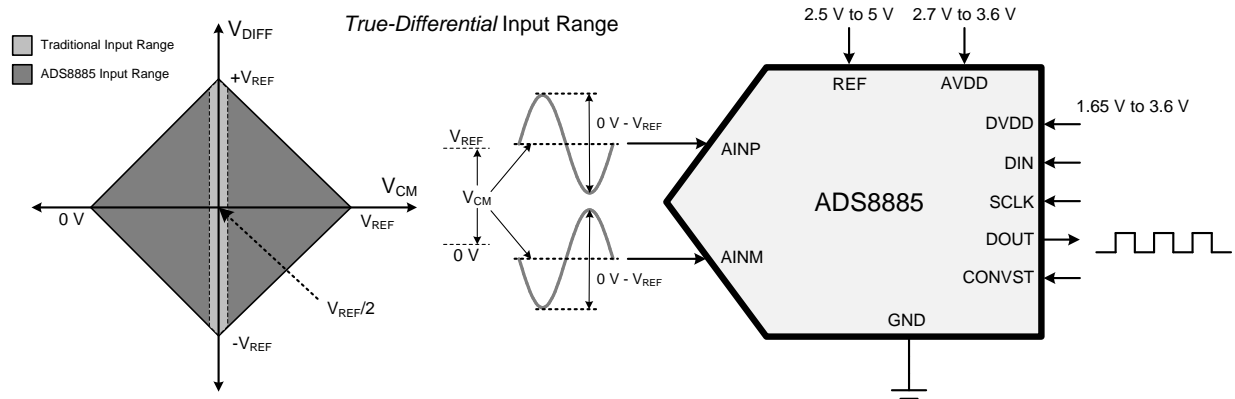 True-Differential Input Range
Traditional Input Range
ADS8885 Input Range
VDIFF
+VREF
VCM
0 V
VREF
VREF/2
-VREF
VREF
VCM
0 V
0 V - VREF
0 V - VREF
2.5 V to 5 V
2.7 V to 3.6 V
REF
AVDD
1.65 V to 3.6 V
DVDD
AINP
DIN
ADS8885
SCLK
DOUT
AINM
CONVST
GND